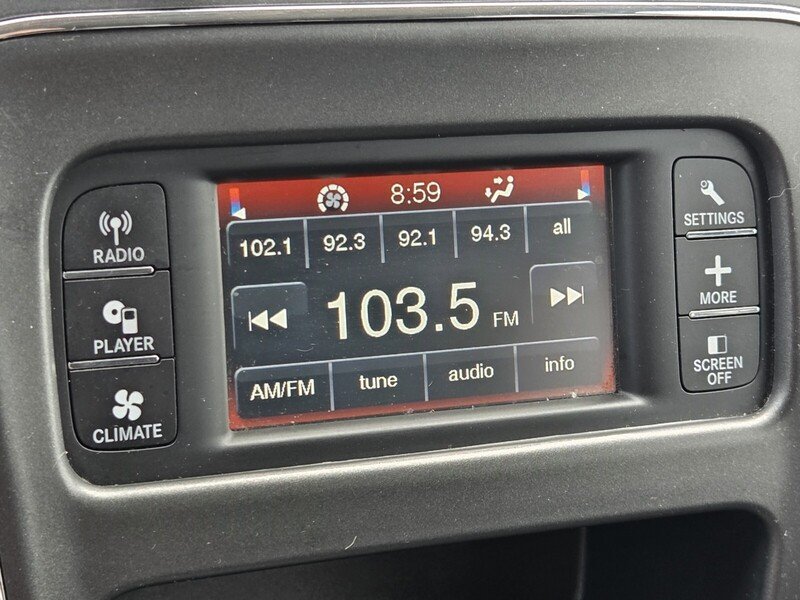 8:59
102.1 92.3 92.1 94.3 all
103.5 FM
AM/FM tune audio info
RADIO
PLAYER
CLIMATE
SETTINGS
MORE
SCREEN
OFF